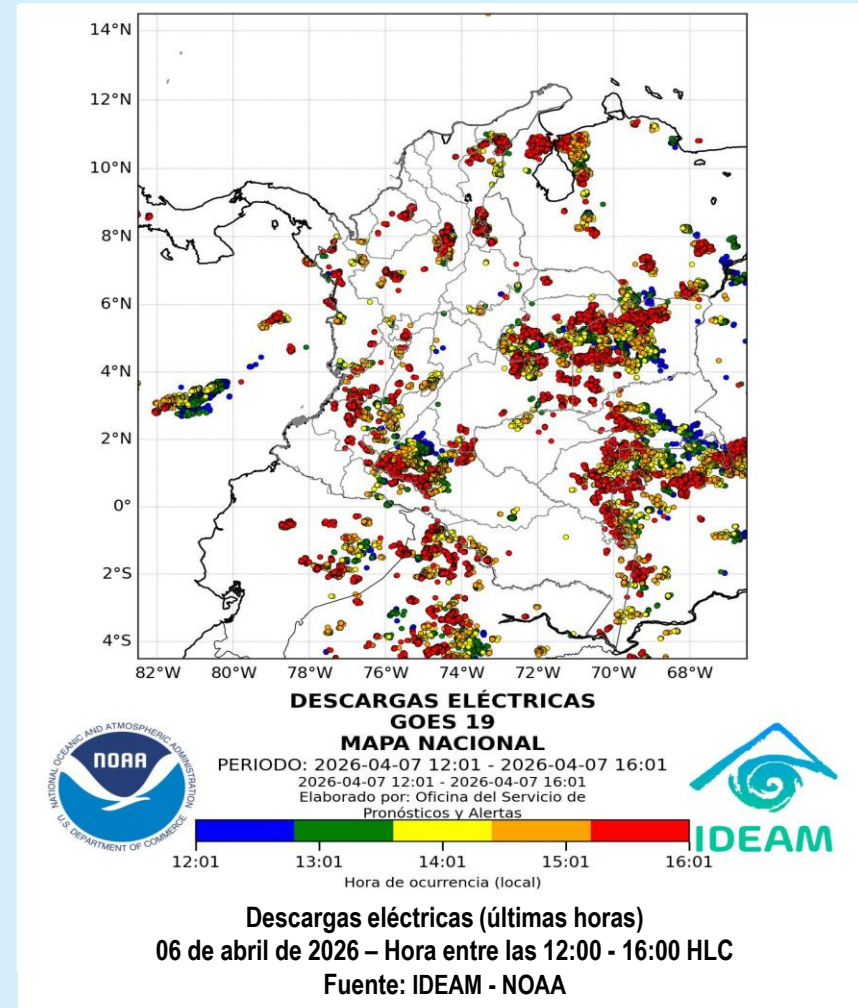 14°N
12°N
10°N
8°N
6°N
4°N
2°N
0°
2°S
4°S
82°W 80°W 78°W 76°W 74°W 72°W 70°W 68°W
DESCARGAS ELÉCTRICAS
GOES 19
MAPA NACIONAL
PERIODO: 2026-04-07 12:01 - 2026-04-07 16:01
2026-04-07 12:01 - 2026-04-07 16:01
Elaborado por: Oficina del Servicio de
Pronósticos y Alertas
NATIONAL OCEANIC AND ATMOSPHERIC ADMINISTRATION
NOAA
U.S. DEPARTMENT OF COMMERCE
IDEAM
12:01 13:01 14:01 15:01 16:01
Hora de ocurrencia (local)
Descargas eléctricas (últimas horas)
06 de abril de 2026 – Hora entre las 12:00 - 16:00 HLC
Fuente: IDEAM - NOAA